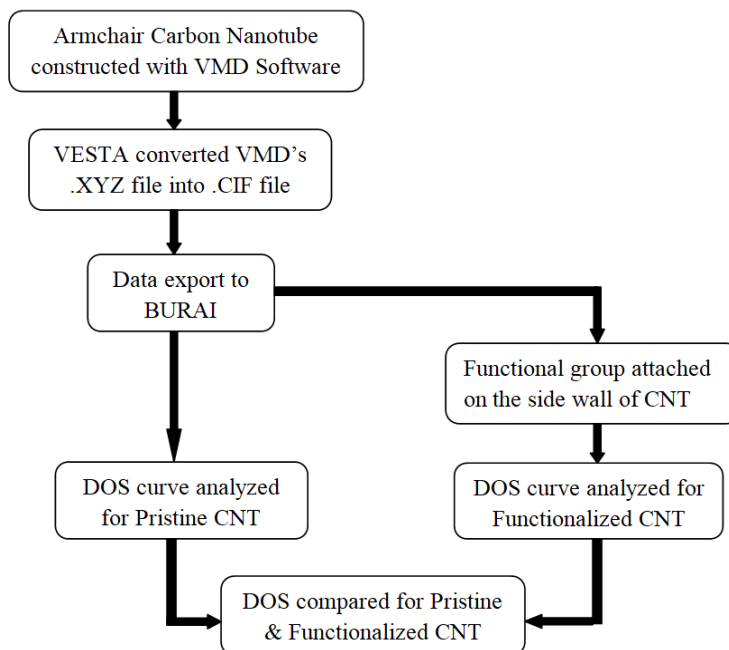 Armchair Carbon Nanotube
constructed with VMD Software
VESTA converted VMD's
.XYZ file into .CIF file
Data export to
BURAI
Functional group attached
on the side wall of CNT
DOS curve analyzed
for Pristine CNT
DOS curve analyzed for
Functionalized CNT
DOS compared for Pristine
& Functionalized CNT